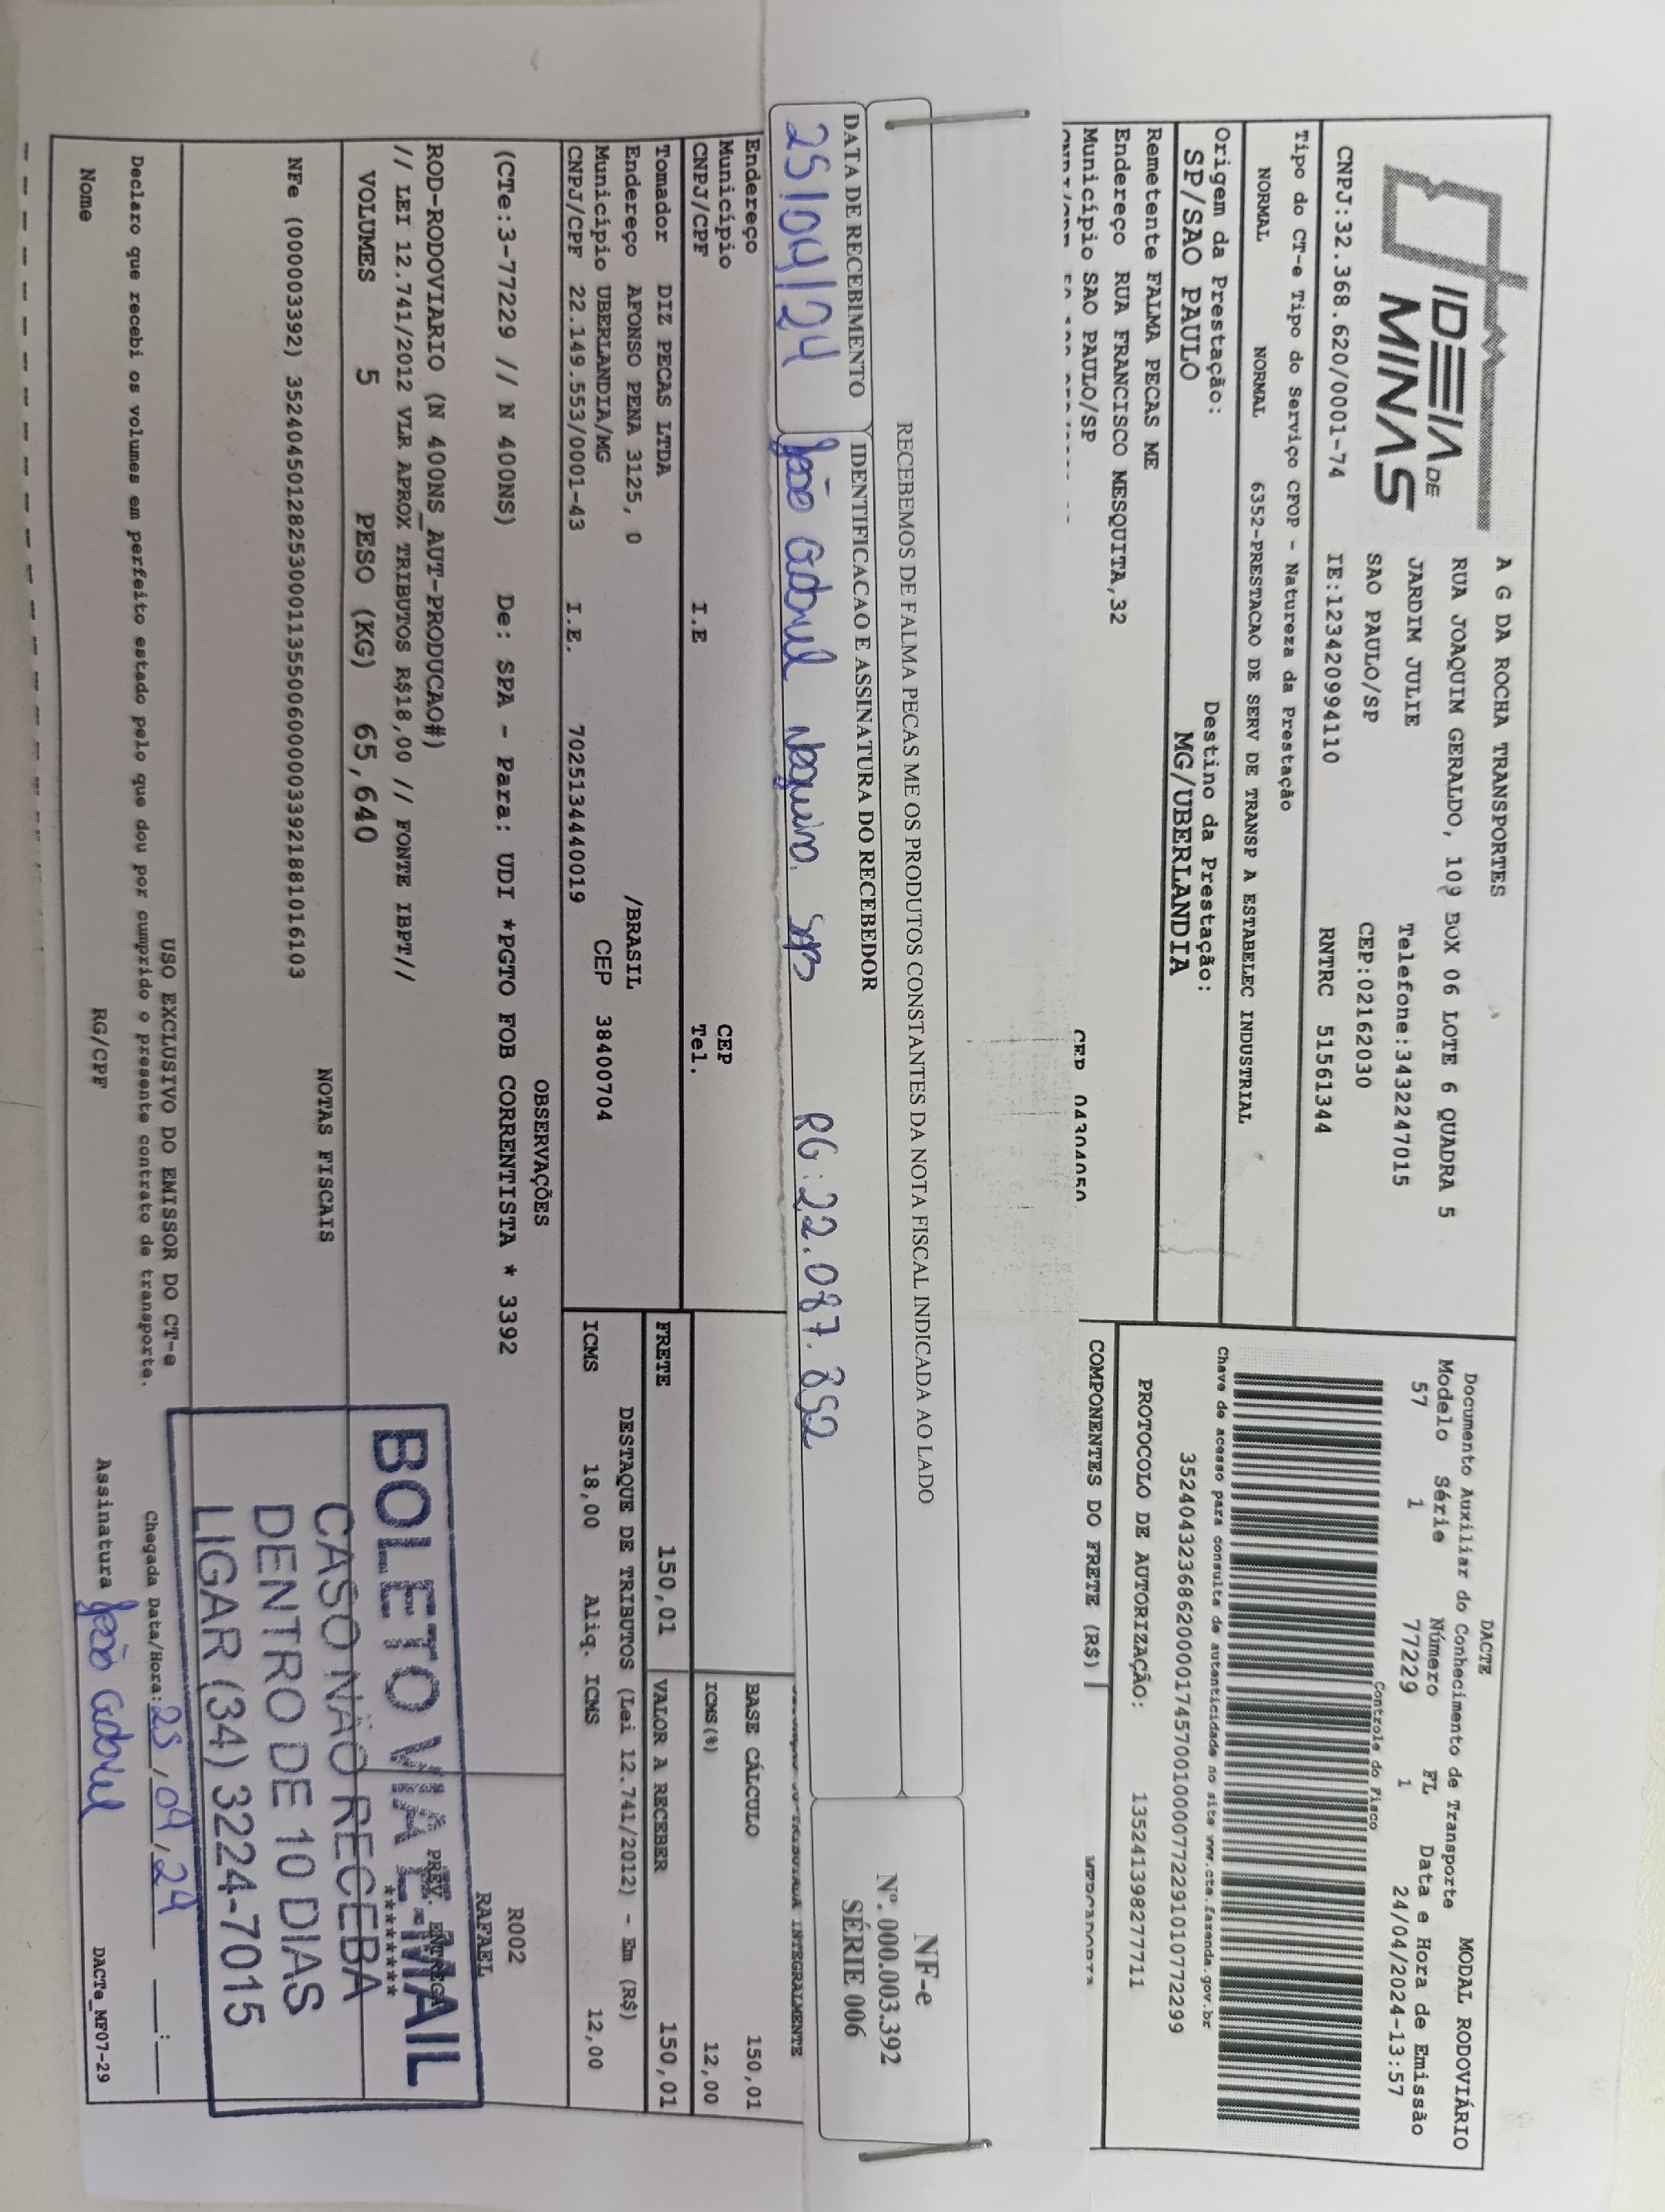 IDEIA DE
MINAS
A G DA ROCHA TRANSPORTES
RUA JOAQUIM GERALDO, 109 BOX 06 LOTE 6 QUADRA 5
JARDIM JULIE Telefone:3432247015
SAO PAULO/SP CEP:02162030
CNPJ:32.368.620/0001-74 IE:123420994110 RNTRC 51561344
Tipo do CT-e Tipo do Serviço CFOP - Natureza da Prestação
NORMAL NORMAL 6352-PRESTACAO DE SERV DE TRANSP A ESTABELEC INDUSTRIAL
Origem da Prestação: Destino da Prestação:
SP/SAO PAULO MG/UBERLANDIA
Remetente FALMA PECAS ME
Endereço RUA FRANCISCO MESQUITA,32
Município SAO PAULO/SP CEP 04304050
DACTE
Documento Auxiliar do Conhecimento de Transporte MODAL RODOVIÁRIO
Modelo Série Número FL Data e Hora de Emissão
57 1 77229 1 24/04/2024-13:57
Controle do Fisco
Chave de acesso para consulta de autenticidade no site www.cte.fazenda.gov.br
35240432368620000174570010000772291010772299
PROTOCOLO DE AUTORIZAÇÃO: 135241398277711
COMPONENTES DO FRETE (R$) MERCADORIA
RECEBEMOS DE FALMA PECAS ME OS PRODUTOS CONSTANTES DA NOTA FISCAL INDICADA AO LADO
DATA DE RECEBIMENTO IDENTIFICACAO E ASSINATURA DO RECEBEDOR
25/04/24 João Gabriel Nogueira RG:22.087.852
NF-e
Nº. 000.003.392
SÉRIE 006
Endereço
Município CEP
CNPJ/CPF I.E Tel.
INTEGRALMENTE
BASE CÁLCULO 150,01
ICMS(%) 12,00
Tomador DIZ PECAS LTDA
Endereço AFONSO PENA 3125, 0 /BRASIL
Município UBERLANDIA/MG CEP 38400704
CNPJ/CPF 22.149.553/0001-43 I.E. 7025134440019
FRETE 150,01 VALOR A RECEBER 150,01
DESTAQUE DE TRIBUTOS (Lei 12.741/2012) - Em (R$)
ICMS 18,00 Aliq. ICMS 12,00
OBSERVAÇÕES
(CTe:3-77229 // N 400NS) De: SPA - Para: UDI *PGTO FOB CORRENTISTA * 3392
ROD-RODOVIARIO (N 400NS_AUT-PRODUCAO#)
// LEI 12.741/2012 VLR APROX TRIBUTOS R$18,00 // FONTE IBPT//
R002
RAFAEL
PREV. ENTREGA
********
VOLUMES 5 PESO (KG) 65,640
NOTAS FISCAIS
NFe (000003392) 35240450128253000113550060000033921881016103
BOLETO VIA E-MAIL
CASO NÃO RECEBA
DENTRO DE 10 DIAS
LIGAR (34) 3224-7015
USO EXCLUSIVO DO EMISSOR DO CT-e
Declaro que recebi os volumes em perfeito estado pelo que dou por cumprido o presente contrato de transporte.
Chegada Data/Hora: 25/04/24 __:__
Nome RG/CPF Assinatura João Gabriel
DACTe_MF07-29